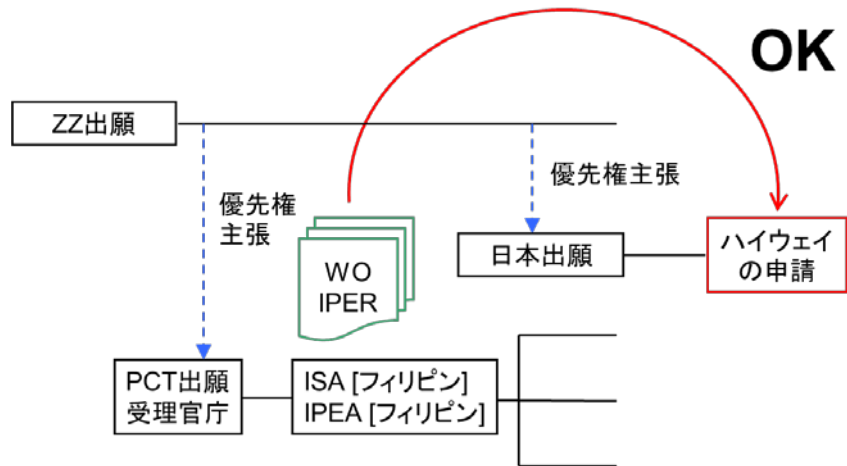 OK
ZZ出願
優先権主張
優先権
主張
WO
IPER
日本出願
ハイウェイ
の申請
PCT出願
受理官庁
ISA [フィリピン]
IPEA [フィリピン]